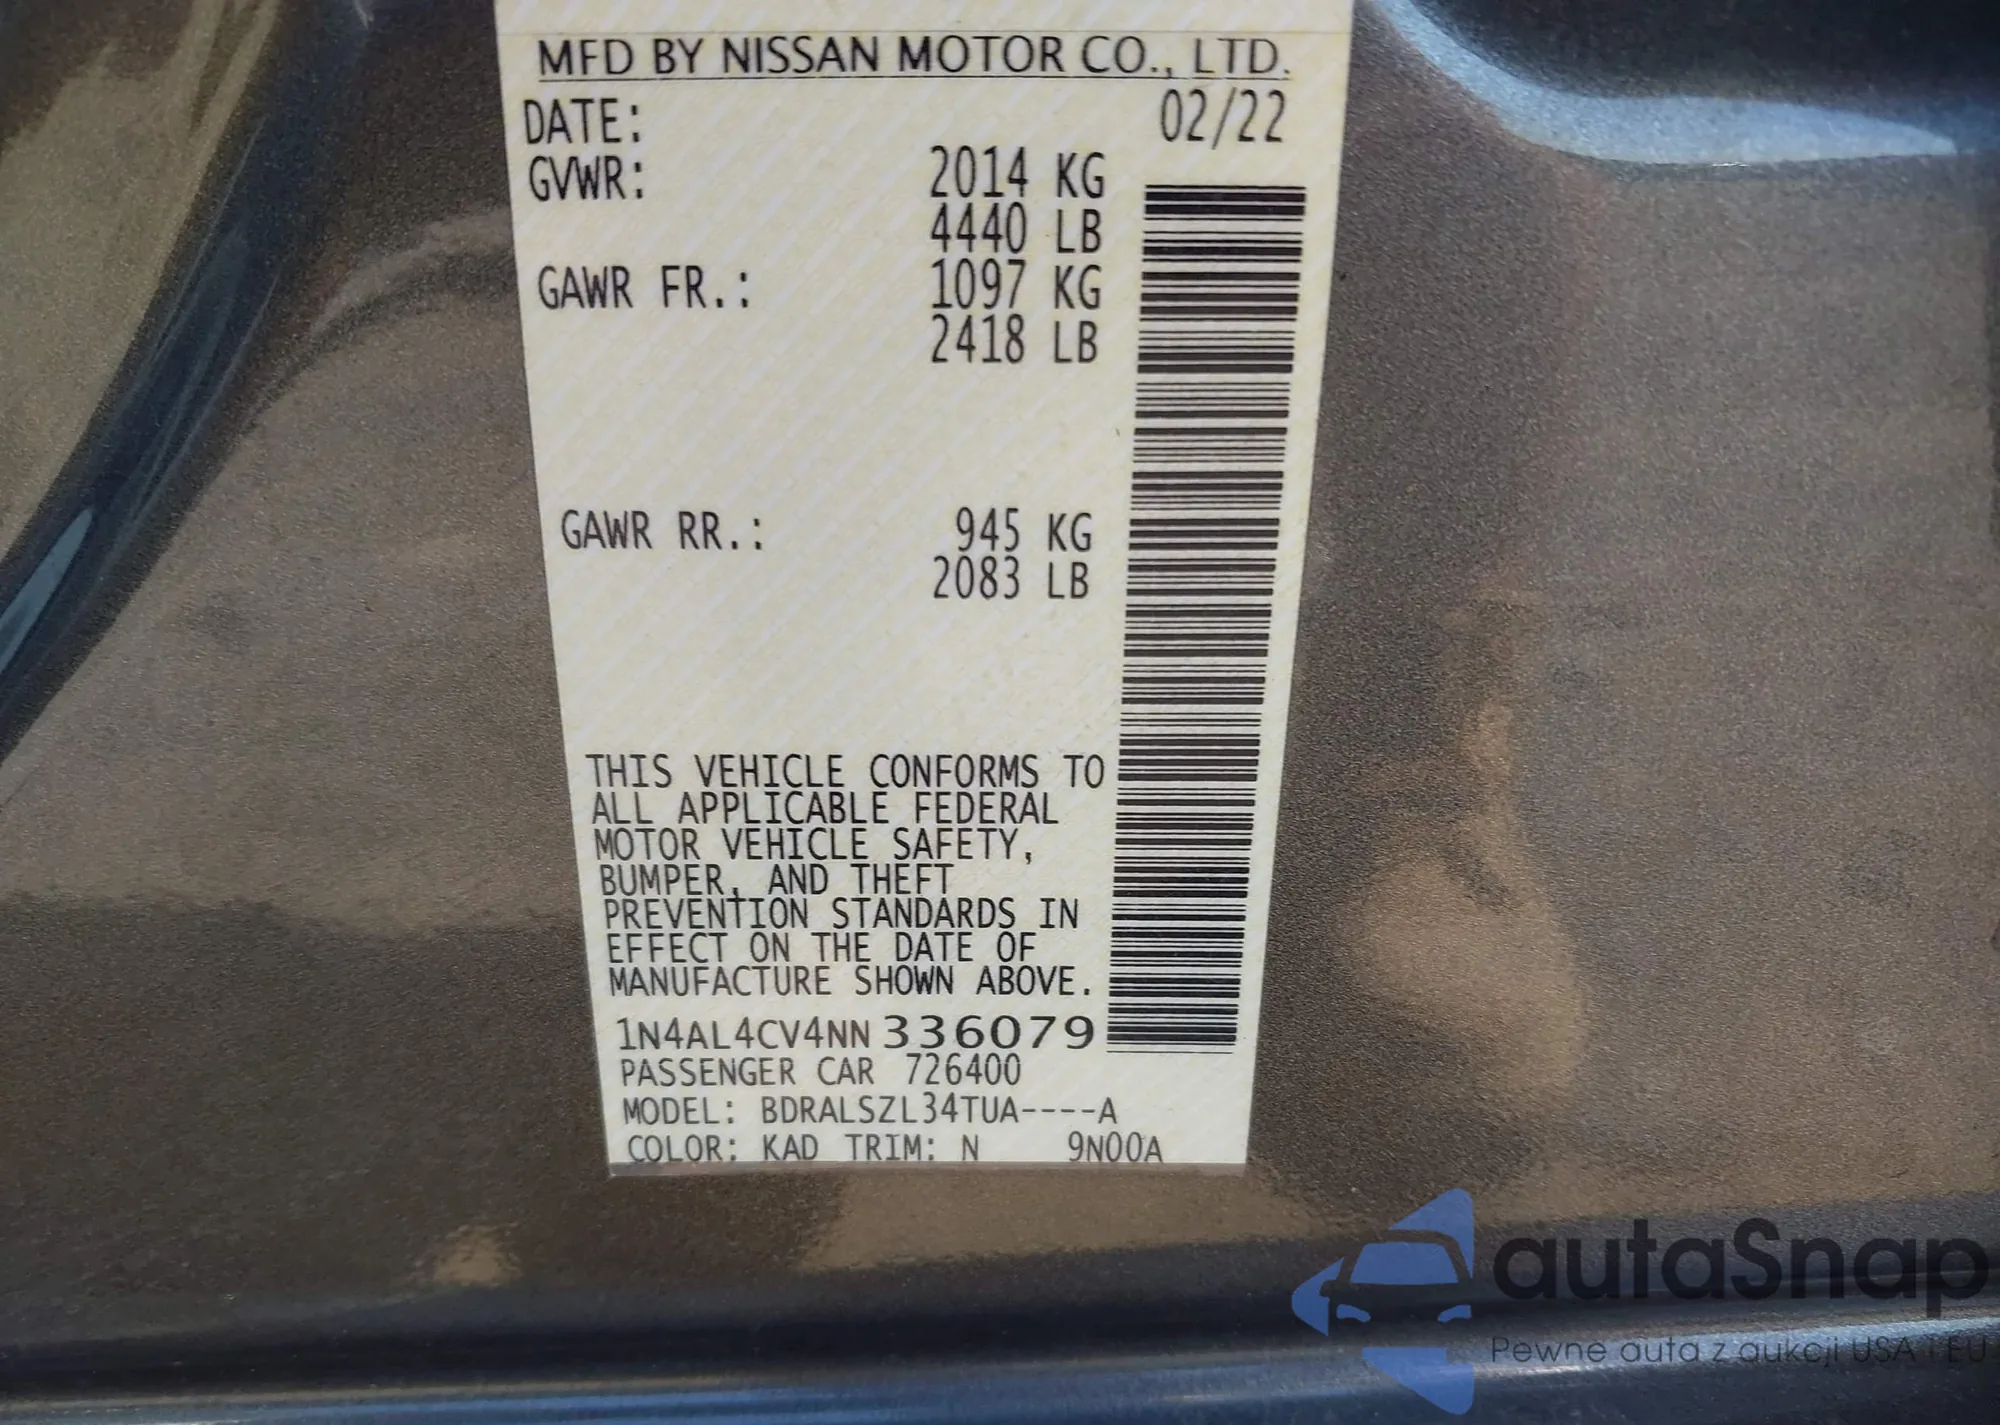 MFD BY NISSAN MOTOR CO., LTD.
DATE: 02/22
GVWR: 2014 KG
4440 LB
GAWR FR.: 1097 KG
2418 LB
GAWR RR.: 945 KG
2083 LB
THIS VEHICLE CONFORMS TO
ALL APPLICABLE FEDERAL
MOTOR VEHICLE SAFETY,
BUMPER, AND THEFT
PREVENTION STANDARDS IN
EFFECT ON THE DATE OF
MANUFACTURE SHOWN ABOVE.
1N4AL4CV4NN336079
PASSENGER CAR 726400
MODEL: BDRALSZL34TUA----A
COLOR: KAD TRIM: N 9N00A
autaSnap
Pewne auta z aukcji USA i EU